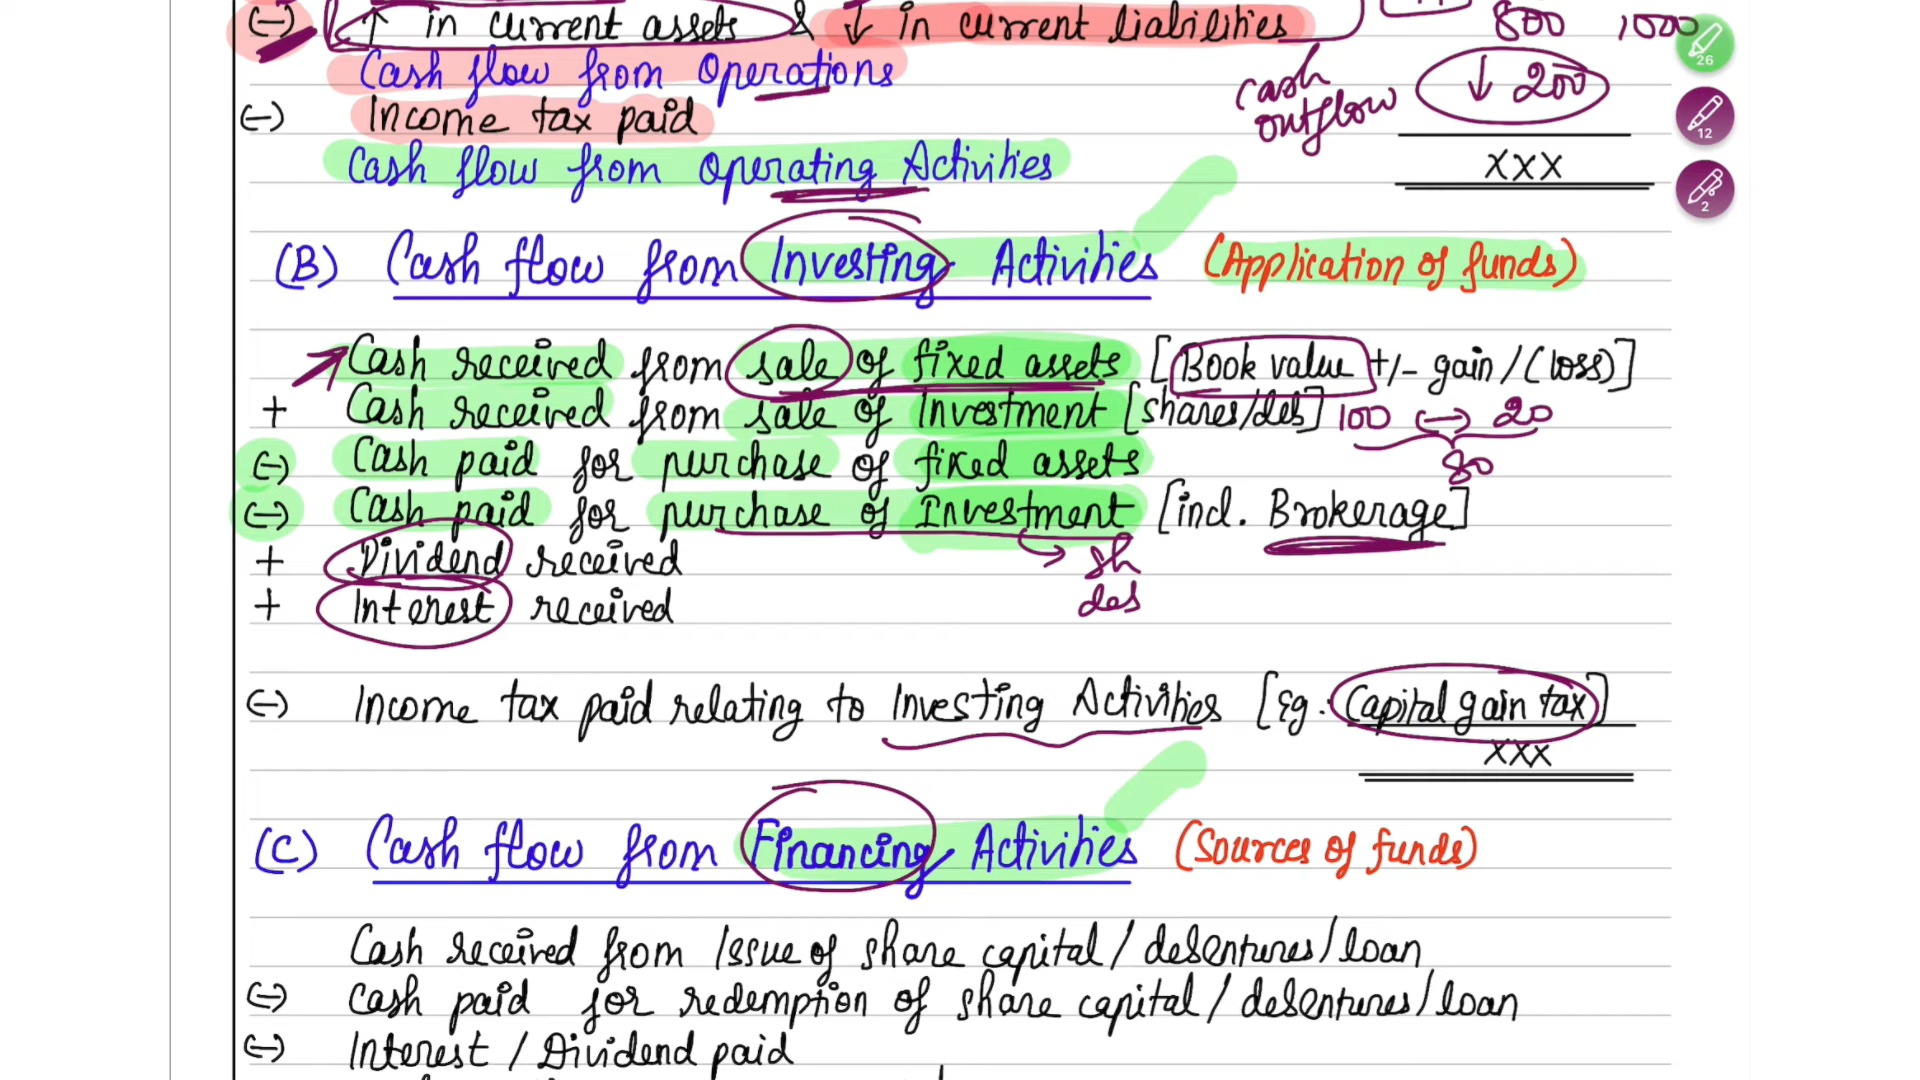 (-) ↑ in current assets & ↓ in current liabilities
800 1000
Cash flow from Operations
cash outflow
↓ 200
(-) Income tax paid
Cash flow from Operating Activities
XXX
(B) Cash flow from Investing Activities (Application of funds)
Cash received from sale of fixed assets [Book value +/- gain/(loss)]
+ Cash received from sale of Investment [shares/deb]
100 (-) 20
80
(-) Cash paid for purchase of fixed assets
(-) Cash paid for purchase of Investment [incl. Brokerage]
sh
deb
+ Dividend received
+ Interest received
(-) Income tax paid relating to Investing Activities [Eg. Capital gain tax]
XXX
(C) Cash flow from Financing Activities (Sources of funds)
Cash received from Issue of share capital/debentures/loan
(-) cash paid for redemption of share capital/debentures/loan
(-) Interest / Dividend paid
26
12
2